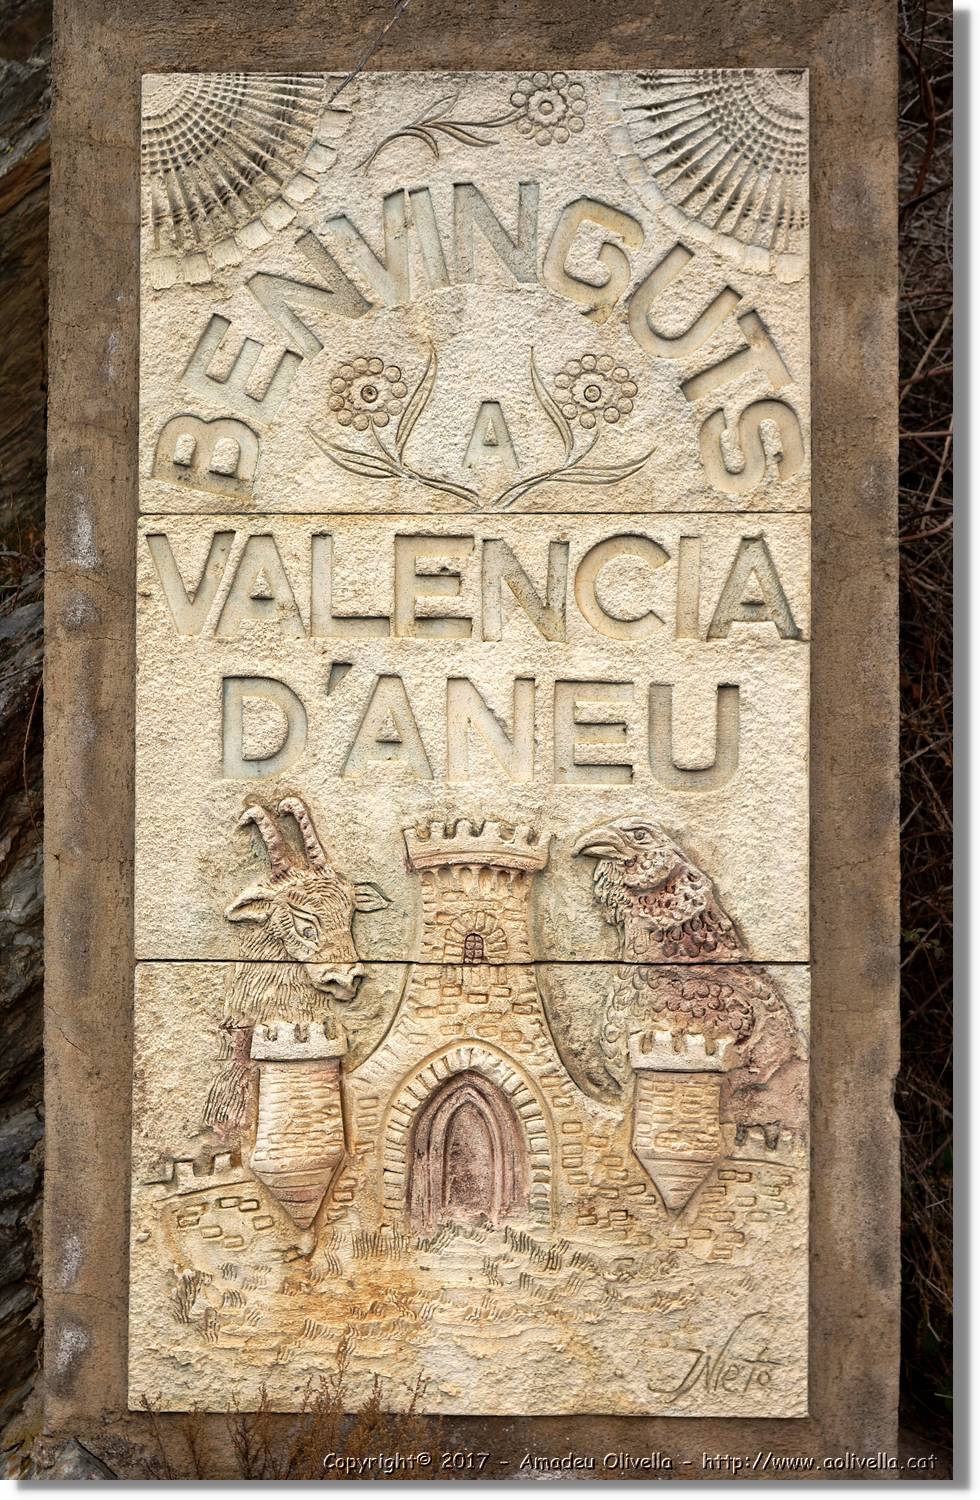 BENVINGUTS
A
VALENCIA
D'ANEU
JNieto
Copyright© 2017 - Amadeu Olivella - http://www.aolivella.cat